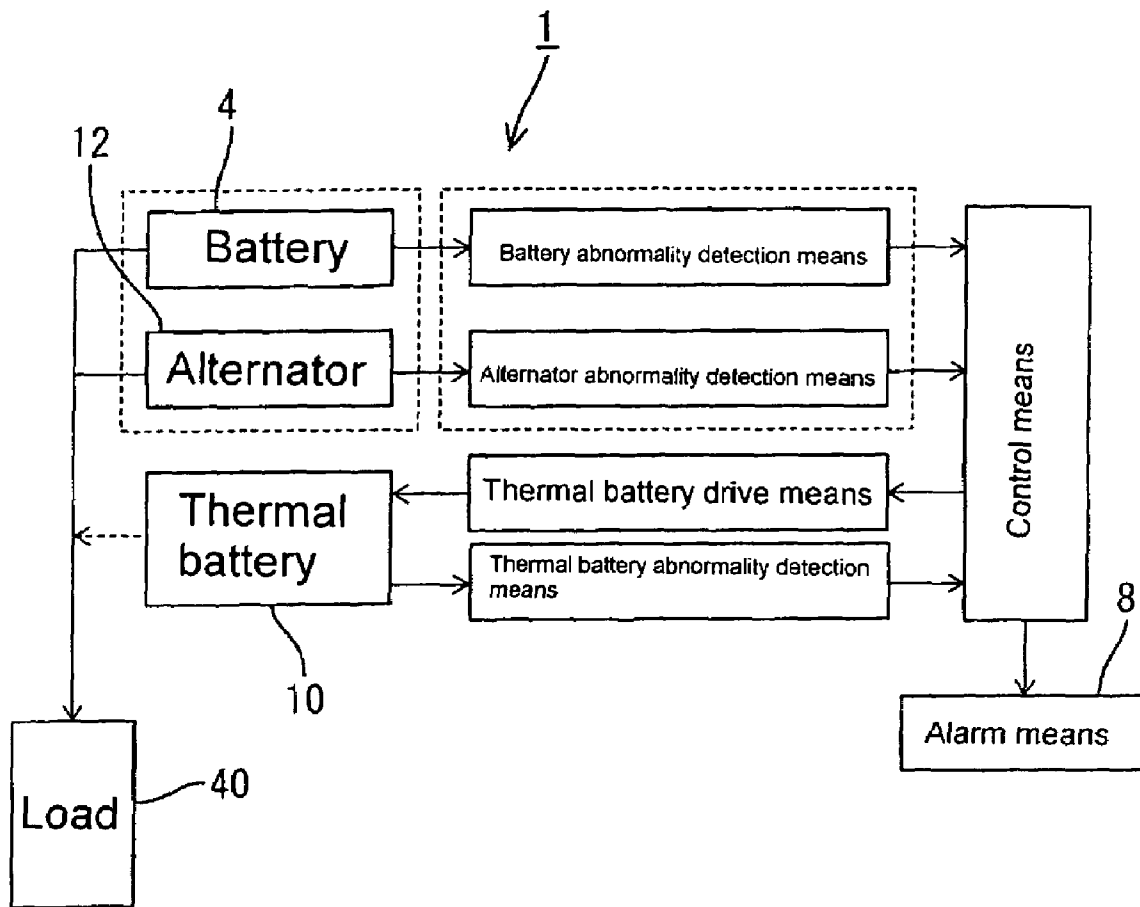 1
4
12
Battery
Battery abnormality detection means
Alternator
Alternator abnormality detection means
Control means
Thermal
battery
Thermal battery drive means
Thermal battery abnormality detection
means
10
8
Alarm means
Load
40